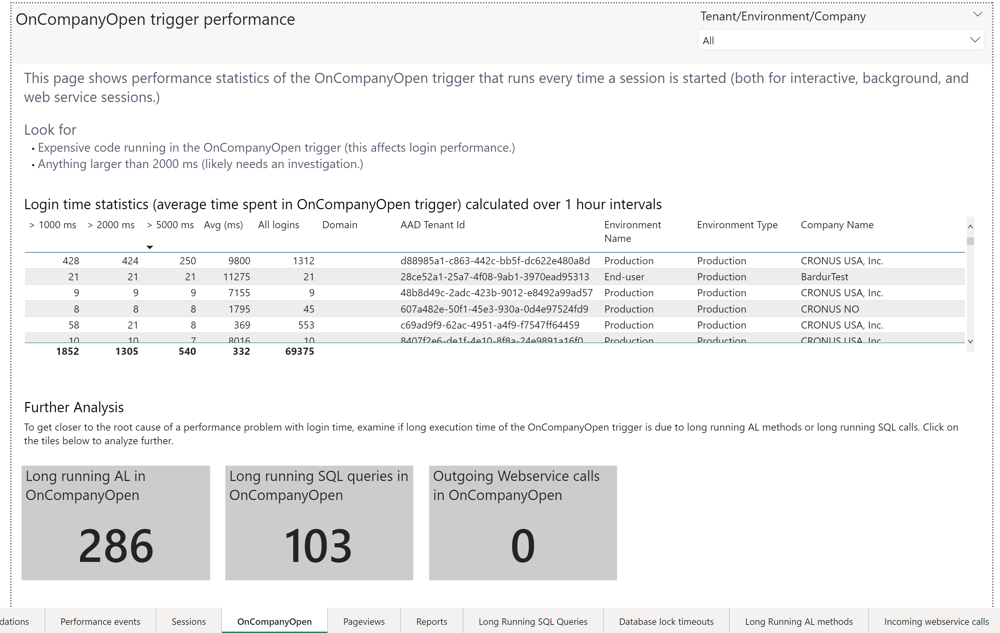 OnCompanyOpen trigger performance
Tenant/Environment/Company
All
This page shows performance statistics of the OnCompanyOpen trigger that runs every time a session is started (both for interactive, background, and
web service sessions.)
Look for
• Expensive code running in the OnCompanyOpen trigger (this affects login performance.)
• Anything larger than 2000 ms (likely needs an investigation.)
Login time statistics (average time spent in OnCompanyOpen trigger) calculated over 1 hour intervals
> 1000 ms > 2000 ms > 5000 ms Avg (ms) All logins Domain AAD Tenant Id Environment Name Environment Type Company Name
428 424 250 9800 1312 d88985a1-c863-442c-bb5f-dc622e480a8d Production Production CRONUS USA, Inc.
21 21 21 11275 21 28ce52a1-25a7-4f08-9ab1-3970ead95313 End-user Production BardurTest
9 9 9 7155 9 48b8d49c-2adc-423b-9012-e8492a99ad57 Production Production CRONUS USA, Inc.
8 8 8 1795 45 607a482e-50f1-45e3-930a-0d4e97524fd9 Production Production CRONUS NO
58 21 8 369 553 c69ad9f9-62ac-4951-a4f9-f7547ff64459 Production Production CRONUS USA, Inc.
10 10 7 8016 10 8407f2e6-de1f-4e10-8f8a-24e9891a16f0 Production Production CRONUS USA, Inc.
1852 1305 540 332 69375
Further Analysis
To get closer to the root cause of a performance problem with login time, examine if long execution time of the OnCompanyOpen trigger is due to long running AL methods or long running SQL calls. Click on
the tiles below to analyze further.
Long running AL in
OnCompanyOpen
286
Long running SQL queries in
OnCompanyOpen
103
Outgoing Webservice calls
in OnCompanyOpen
0
dations Performance events Sessions OnCompanyOpen Pageviews Reports Long Running SQL Queries Database lock timeouts Long Running AL methods Incoming webservice calls